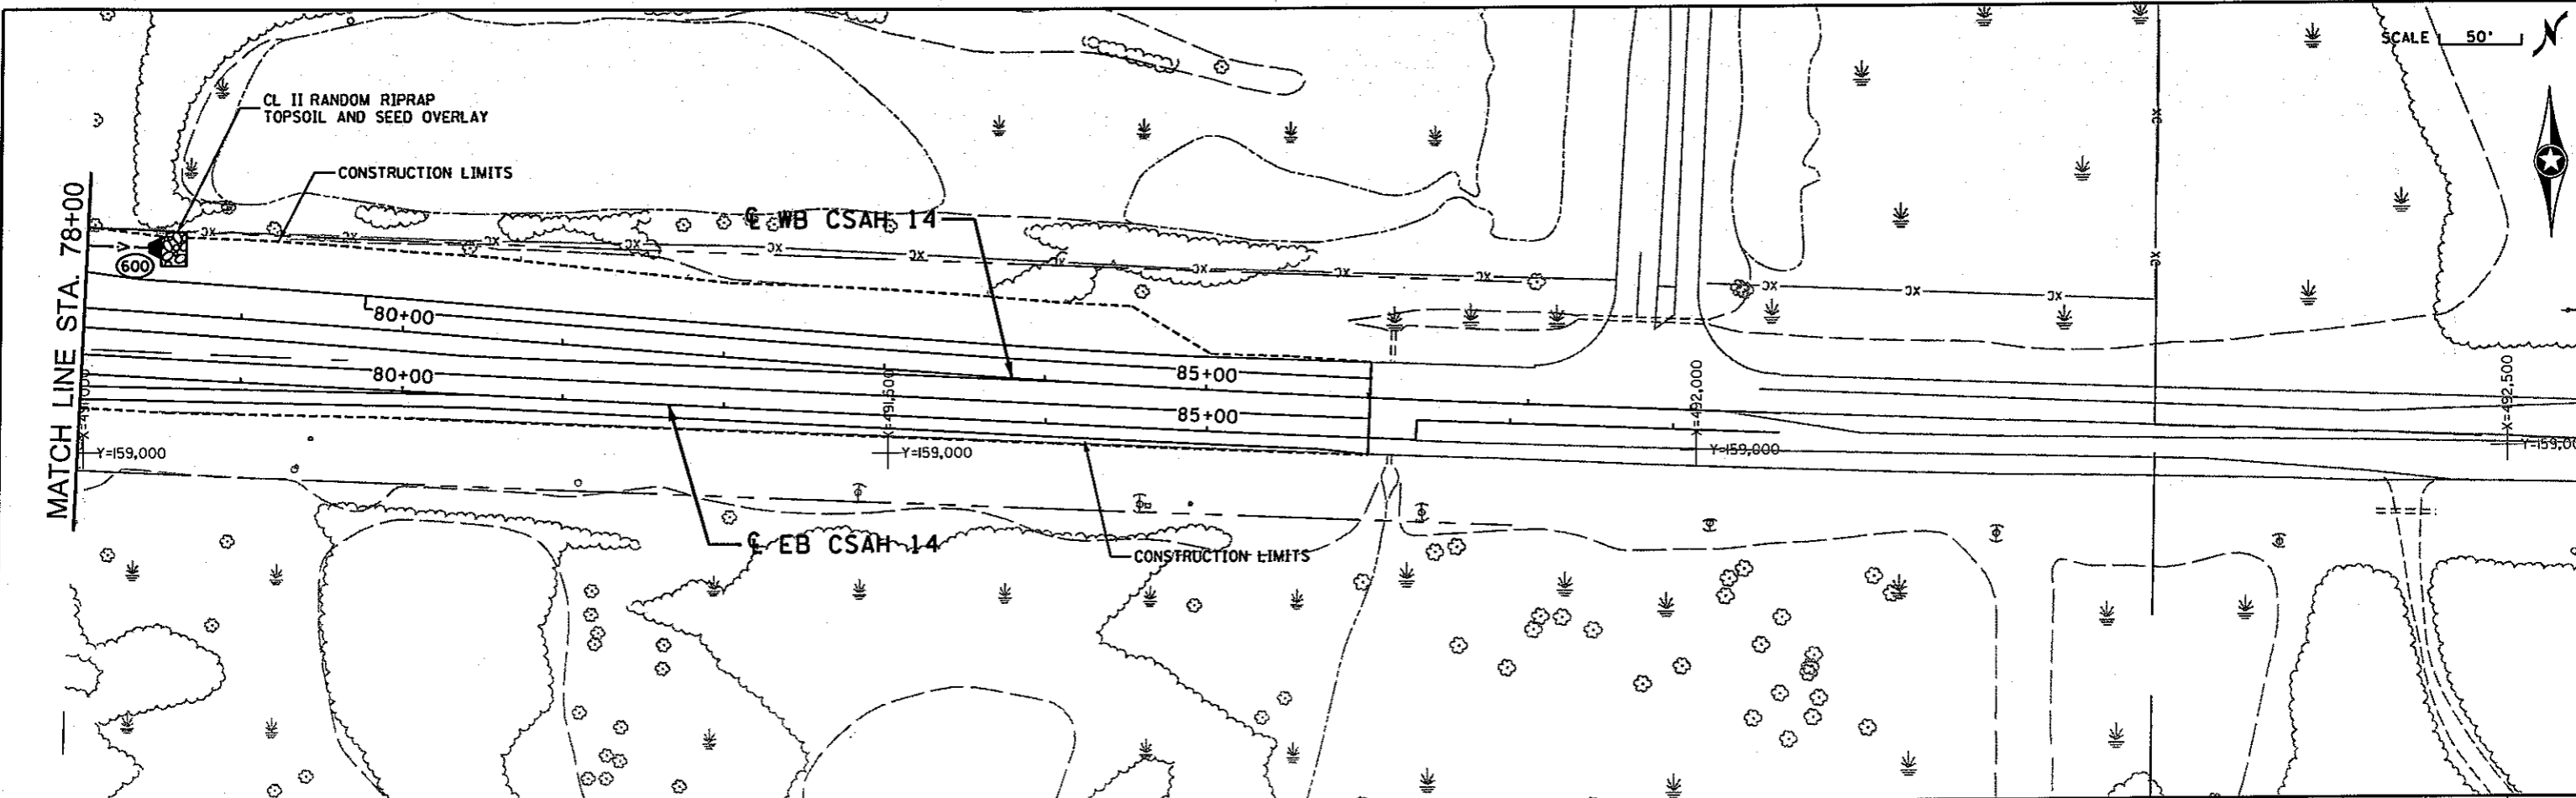 SCALE 50' N
CL II RANDOM RIPRAP
TOPSOIL AND SEED OVERLAY
CONSTRUCTION LIMITS
MATCH LINE STA. 78+00
600
℄ WB CSAH 14
80+00
80+00
85+00
85+00
X=491,500
X=492,000
X=492,500
Y=159,000
Y=159,000
Y=159,000
℄ EB CSAH 14
CONSTRUCTION LIMITS